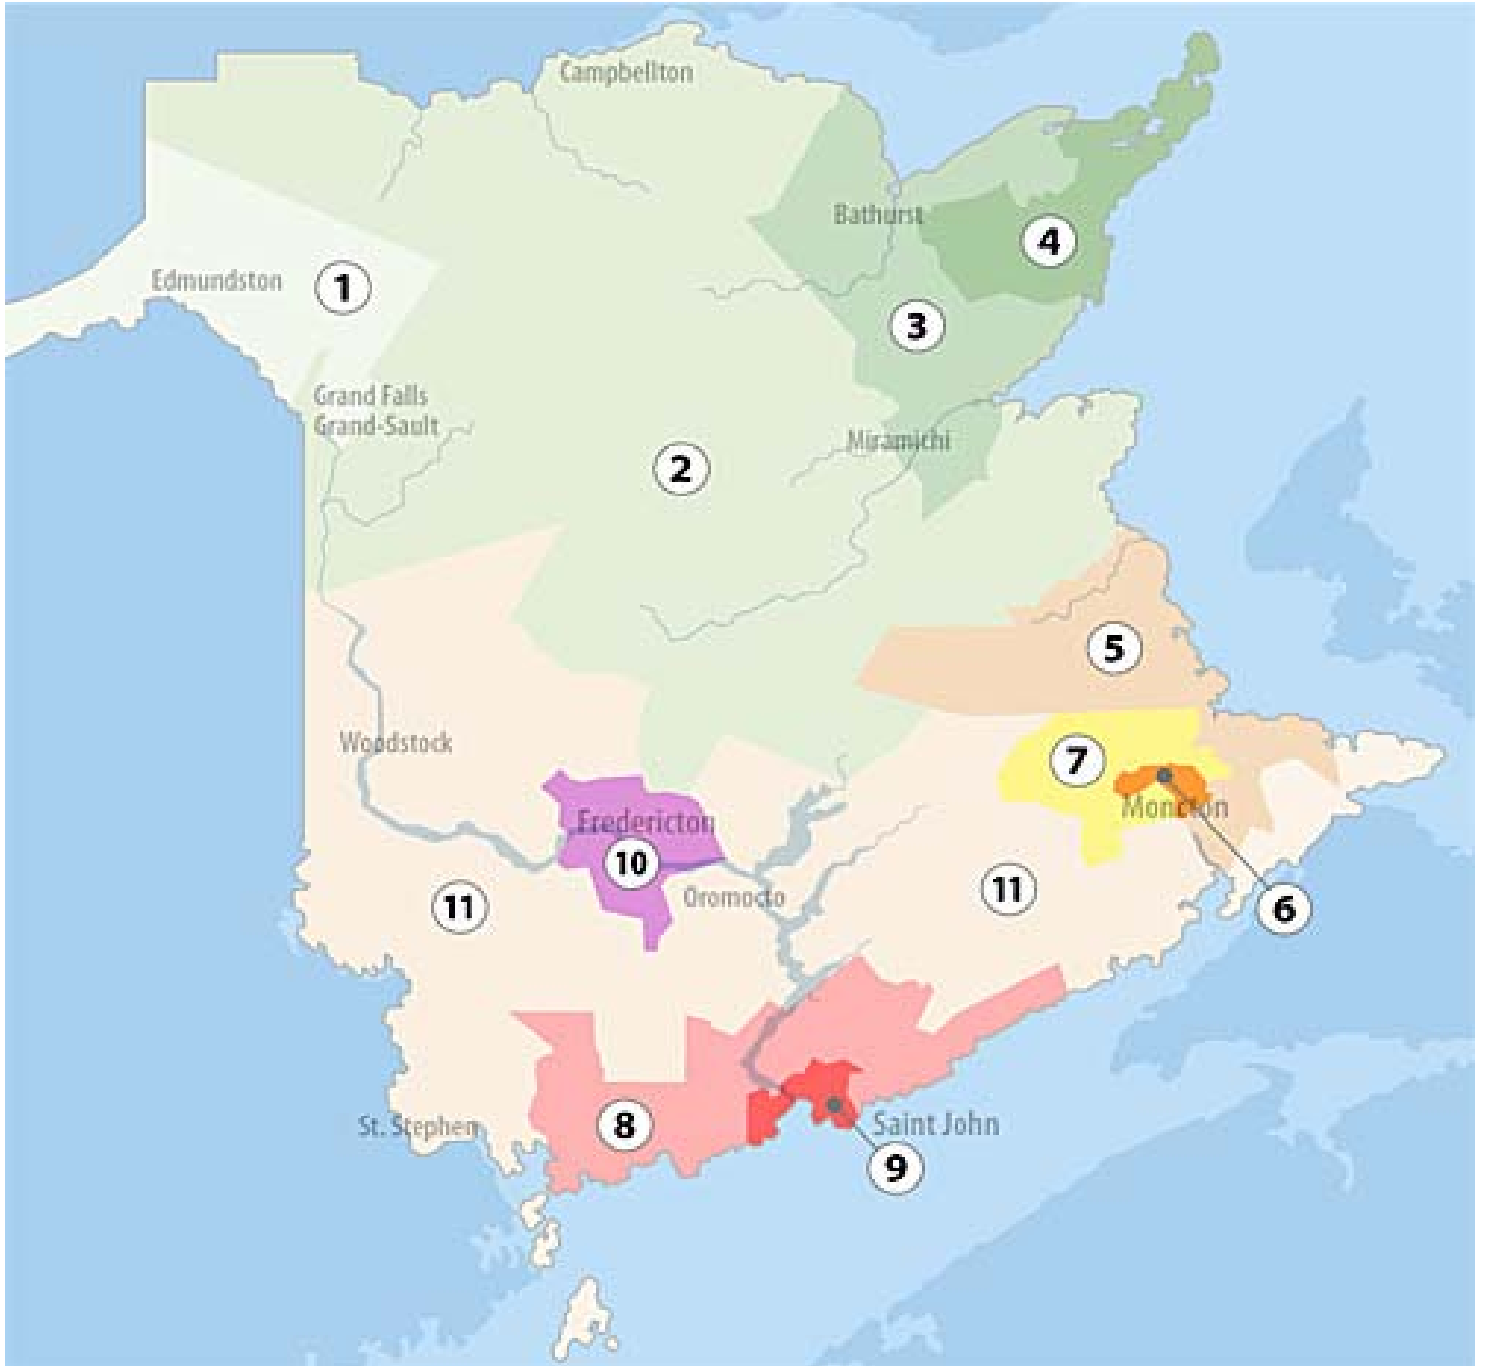 Campbellton
Bathurst
4
Edmundston
1
3
Grand Falls
Grand-Sault
Miramichi
2
5
Woodstock
7
Moncton
Fredericton
10
Oromocto
11
11
6
8
St. Stephen
Saint John
9